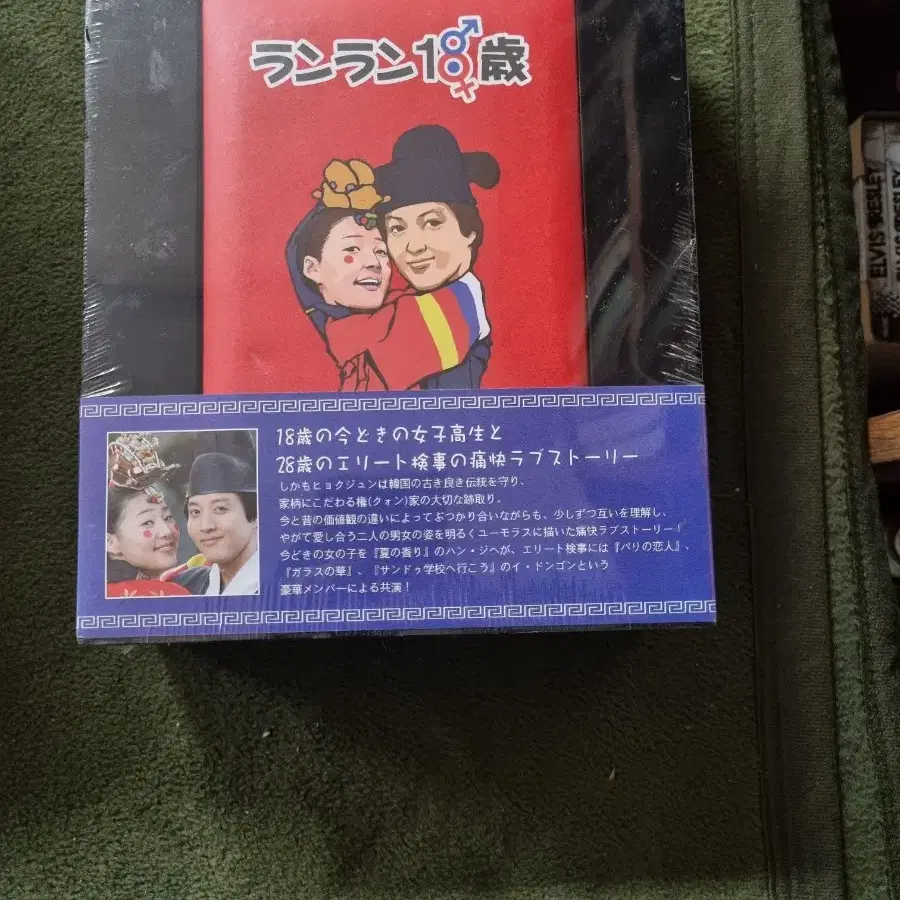 ランラン18歳
18歳の今どきの女子高生と
28歳のエリート検事の痛快ラブストーリー
しかもヒョクジュンは韓国の古き良き伝統を守り、
家柄にこだわる権(クォン)家の大切な跡取り。
今と昔の価値観の違いによってぶつかり合いながらも、少しずつ互いを理解し、
やがて愛し合う二人の男女の姿を明るくユーモラスに描いた痛快ラブストーリー！
今どきの女の子を『夏の香り』のハン・ジヘが、エリート検事には『パリの恋人』、
『ガラスの華』、『サンドゥ学校へ行こう』のイ・ドンゴンという
豪華メンバーによる共演！
ELVIS PRESLEY